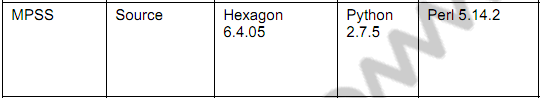 MPSS
Source
Hexagon
6.4.05
Python
2.7.5
Perl 5.14.2